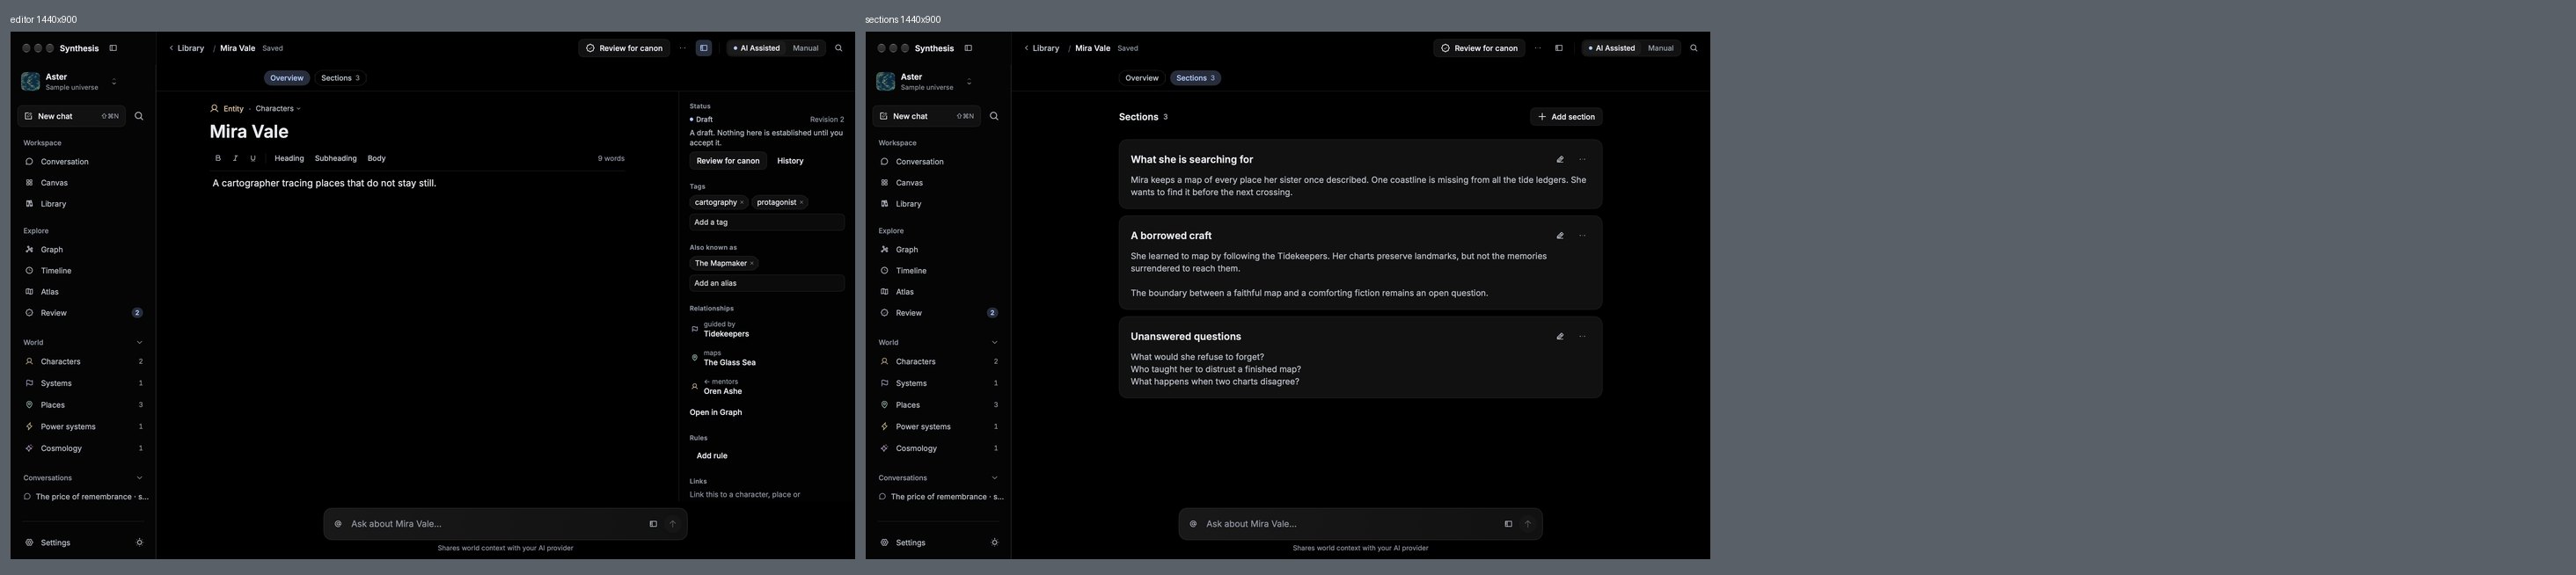 editor 1440x900
Synthesis
Library / Mira Vale Saved
Review for canon
AI Assisted Manual
Aster
Sample universe
Overview Sections 3
New chat ⇧⌘N
Workspace
Conversation
Canvas
Library
Explore
Graph
Timeline
Atlas
Review 2
World
Characters 2
Systems 1
Places 3
Power systems 1
Cosmology 1
Conversations
The price of remembrance · s...
Settings
Entity · Characters
Mira Vale
B I U Heading Subheading Body 9 words
A cartographer tracing places that do not stay still.
Status
Draft Revision 2
A draft. Nothing here is established until you
accept it.
Review for canon History
Tags
cartography × protagonist ×
Add a tag
Also known as
The Mapmaker ×
Add an alias
Relationships
guided by
Tidekeepers
maps
The Glass Sea
← mentors
Oren Ashe
Open in Graph
Rules
Add rule
Links
Link this to a character, place or
@ Ask about Mira Vale...
Shares world context with your AI provider
sections 1440x900
Synthesis
Library / Mira Vale Saved
Review for canon
AI Assisted Manual
Aster
Sample universe
Overview Sections 3
New chat ⇧⌘N
Workspace
Conversation
Canvas
Library
Explore
Graph
Timeline
Atlas
Review 2
World
Characters 2
Systems 1
Places 3
Power systems 1
Cosmology 1
Conversations
The price of remembrance · s...
Settings
Sections 3
Add section
What she is searching for
Mira keeps a map of every place her sister once described. One coastline is missing from all the tide ledgers. She
wants to find it before the next crossing.
A borrowed craft
She learned to map by following the Tidekeepers. Her charts preserve landmarks, but not the memories
surrendered to reach them.
The boundary between a faithful map and a comforting fiction remains an open question.
Unanswered questions
What would she refuse to forget?
Who taught her to distrust a finished map?
What happens when two charts disagree?
@ Ask about Mira Vale...
Shares world context with your AI provider